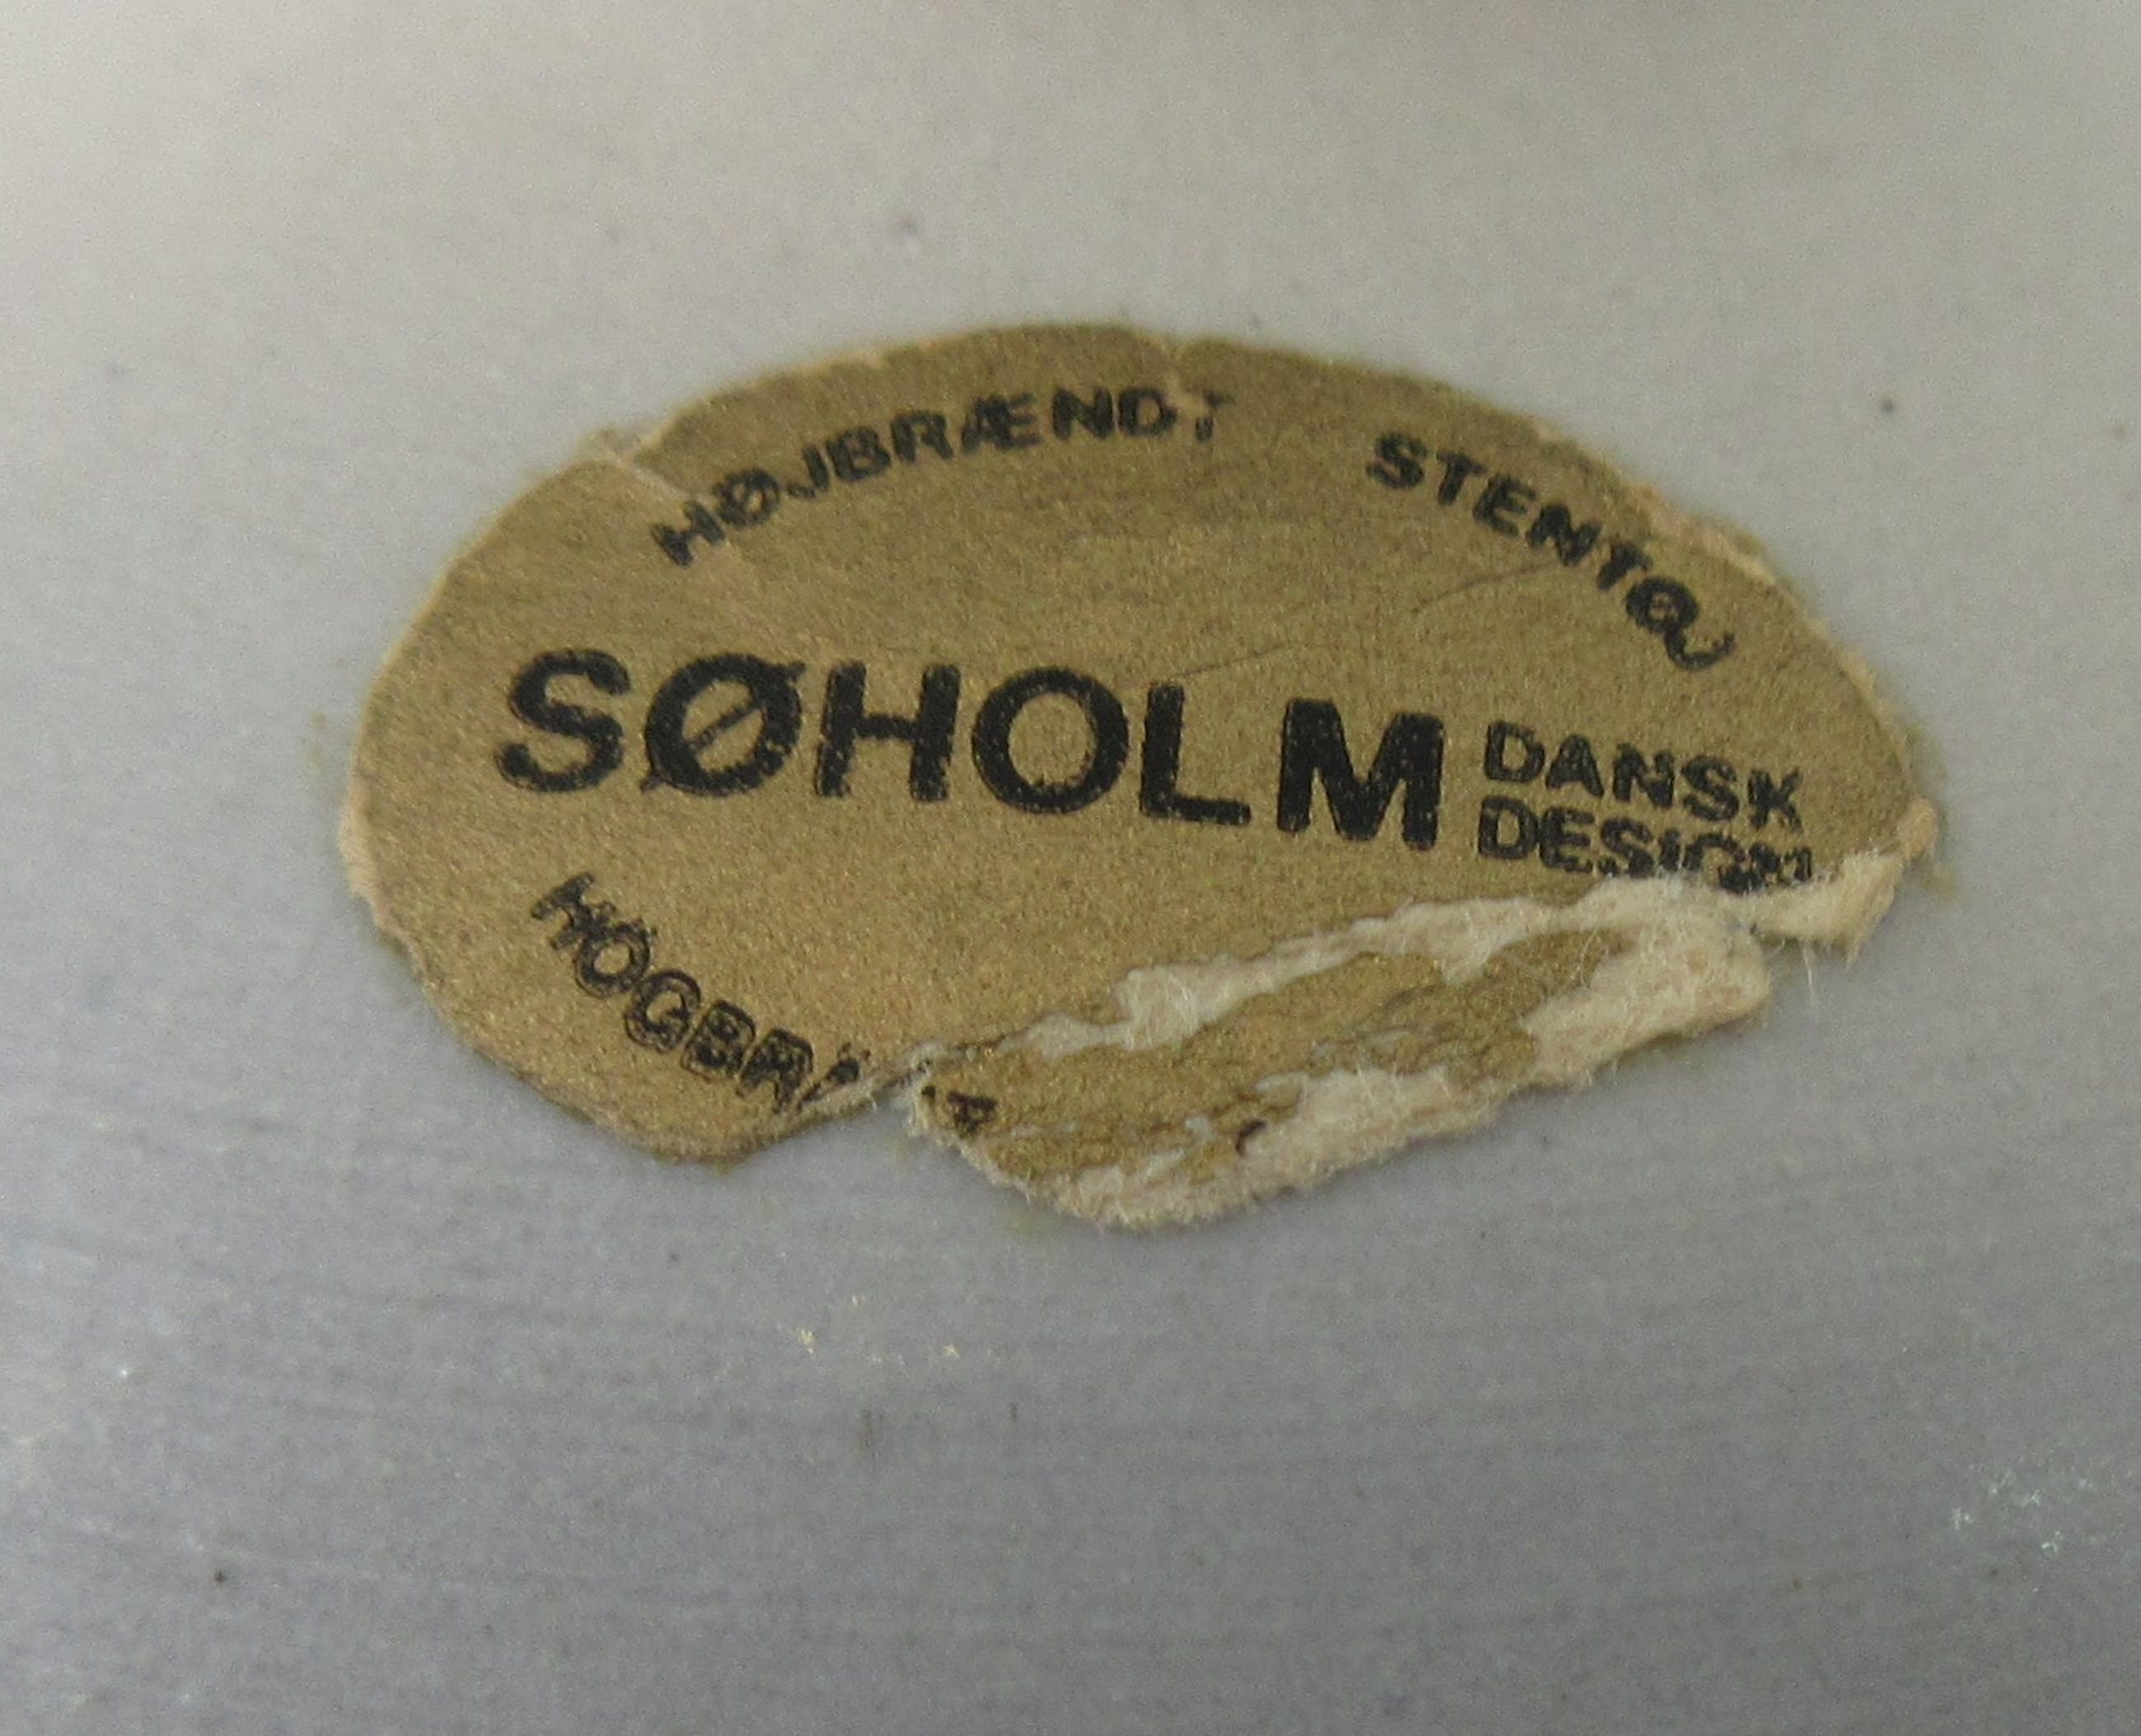 HØJBRÆNDT STENTØJ
SØHOLM
DANSK
DESIGN